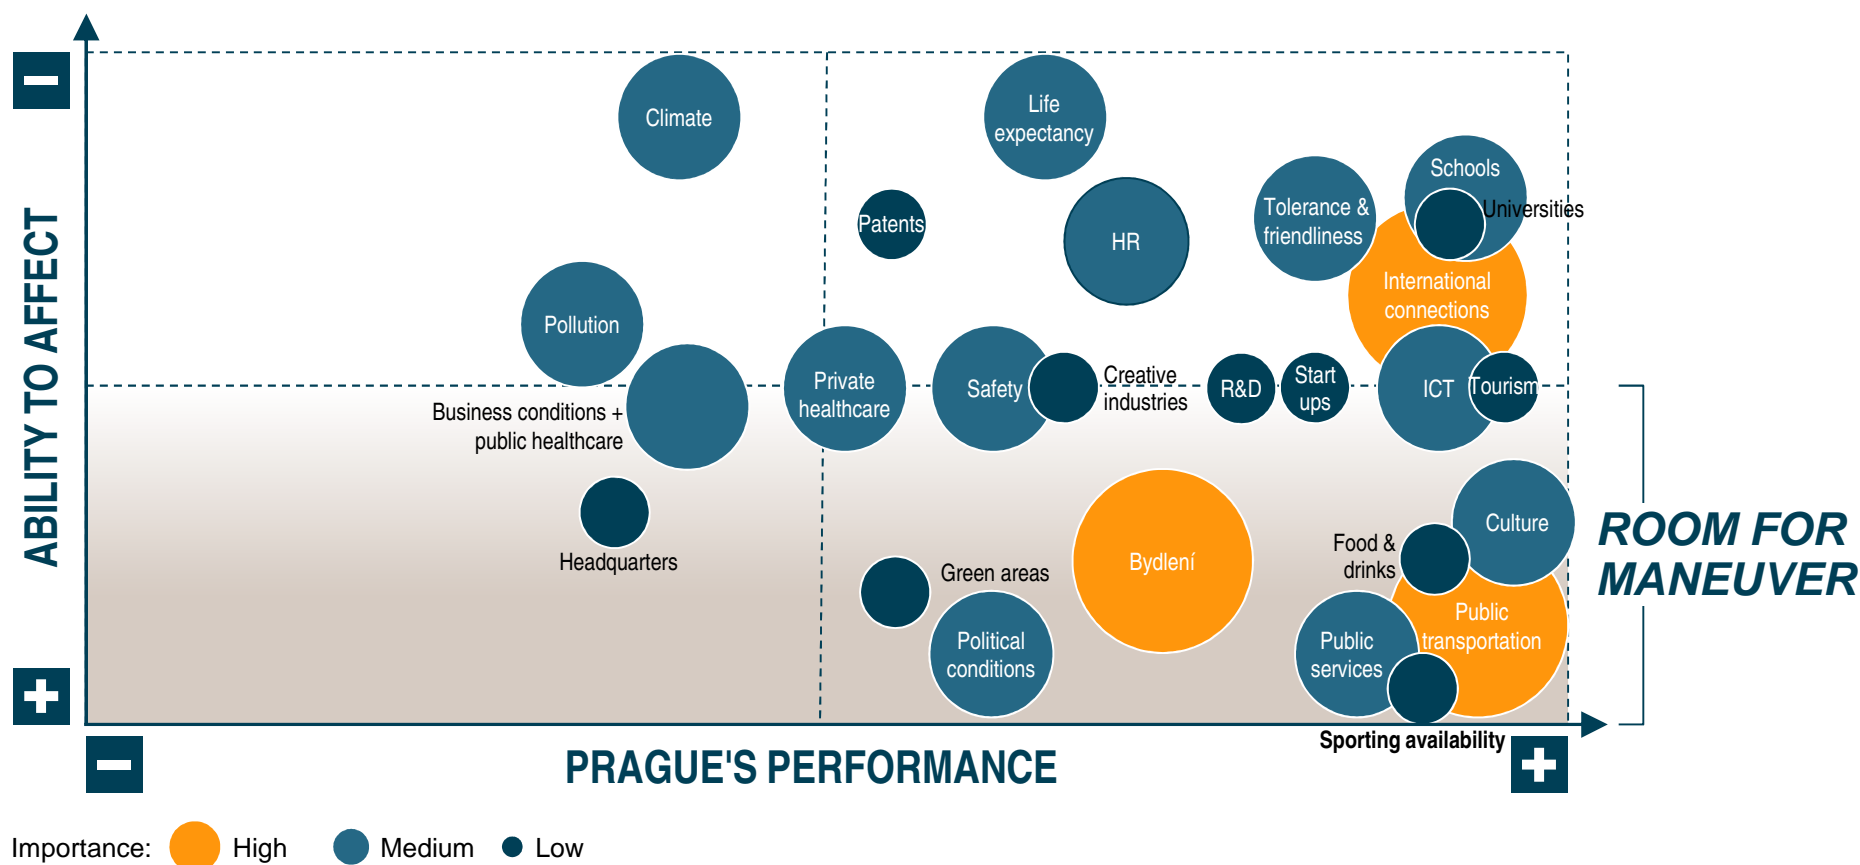 Climate
Life
expectancy
Schools
Universities
Patents
HR
Tolerance &
friendliness
International
connections
Pollution
Business conditions +
public healthcare
Private
healthcare
Safety
Creative
industries
R&D
Start
ups
ICT
Tourism
Headquarters
Green areas
Political
conditions
Bydlení
Food &
drinks
Culture
Public
services
Public
transportation
Sporting availability
ABILITY TO AFFECT
PRAGUE'S PERFORMANCE
ROOM FOR
MANEUVER
Importance: High Medium Low